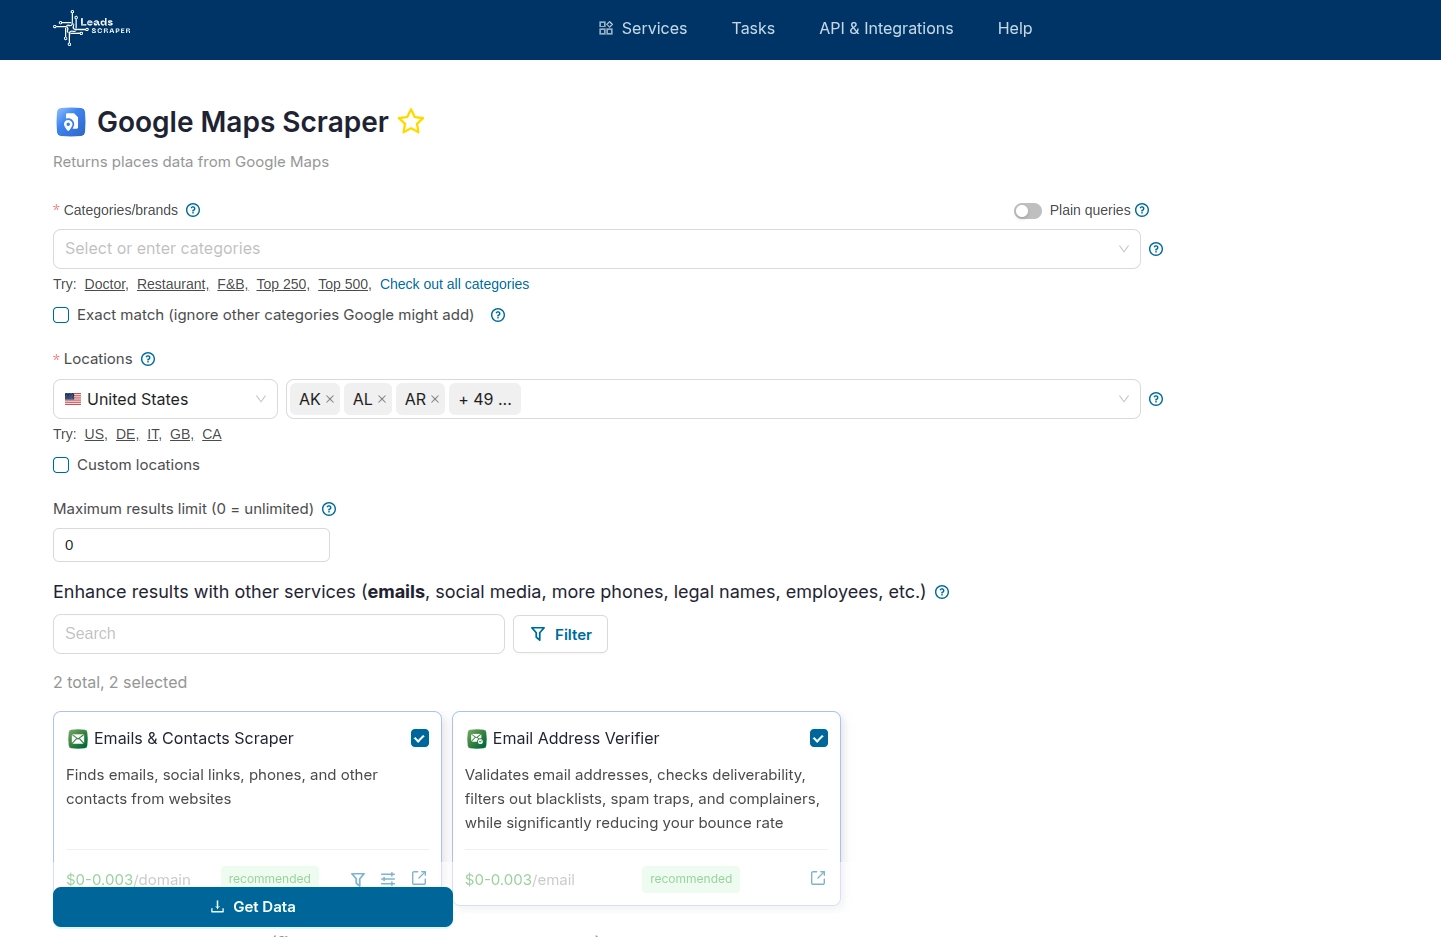 Leads
SCRAPER
Services
Tasks
API & Integrations
Help
Google Maps Scraper
Returns places data from Google Maps
* Categories/brands
Plain queries
Select or enter categories
Try: Doctor, Restaurant, F&B, Top 250, Top 500, Check out all categories
Exact match (ignore other categories Google might add)
* Locations
United States
AK × AL × AR × + 49 ...
Try: US, DE, IT, GB, CA
Custom locations
Maximum results limit (0 = unlimited)
0
Enhance results with other services (emails, social media, more phones, legal names, employees, etc.)
Search
Filter
2 total, 2 selected
Emails & Contacts Scraper
Finds emails, social links, phones, and other
contacts from websites
$0-0.003/domain
recommended
Email Address Verifier
Validates email addresses, checks deliverability,
filters out blacklists, spam traps, and complainers,
while significantly reducing your bounce rate
$0-0.003/email
recommended
Get Data